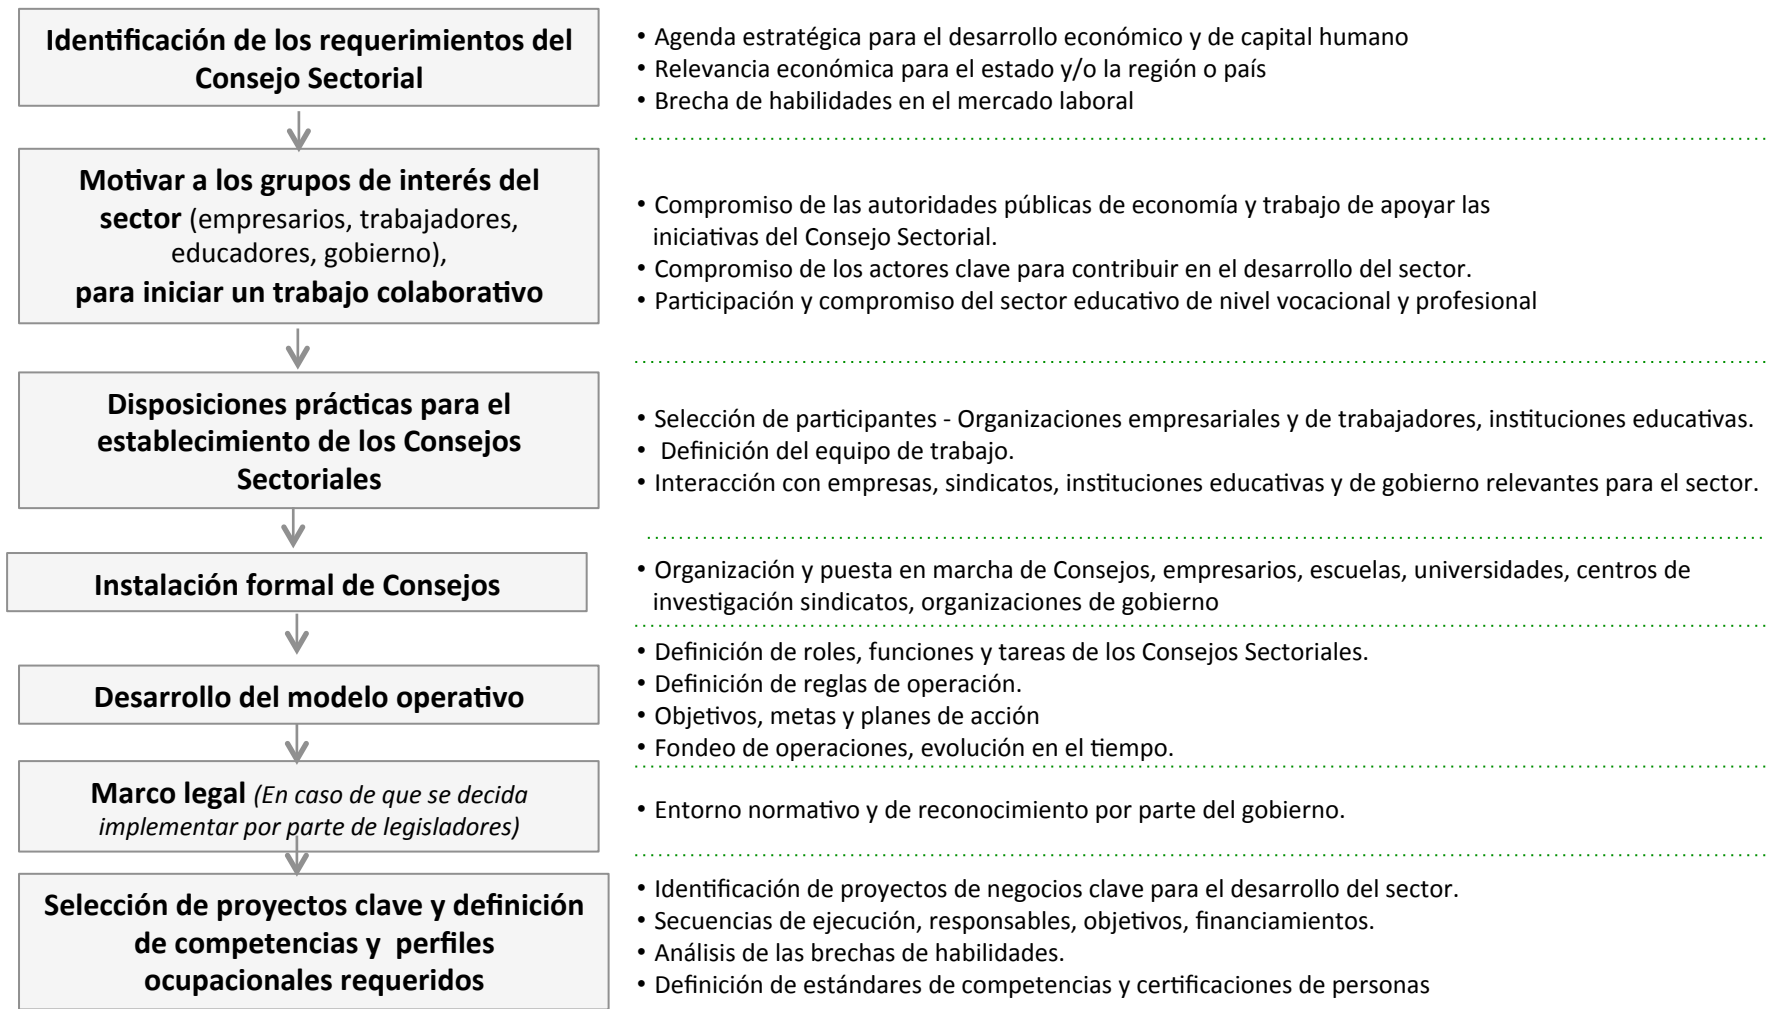 Identificación de los requerimientos del
Consejo Sectorial
• Agenda estratégica para el desarrollo económico y de capital humano
• Relevancia económica para el estado y/o la región o país
• Brecha de habilidades en el mercado laboral
Motivar a los grupos de interés del
sector (empresarios, trabajadores,
educadores, gobierno),
para iniciar un trabajo colaborativo
• Compromiso de las autoridades públicas de economía y trabajo de apoyar las
iniciativas del Consejo Sectorial.
• Compromiso de los actores clave para contribuir en el desarrollo del sector.
• Participación y compromiso del sector educativo de nivel vocacional y profesional
Disposiciones prácticas para el
establecimiento de los Consejos
Sectoriales
• Selección de participantes - Organizaciones empresariales y de trabajadores, instituciones educativas.
• Definición del equipo de trabajo.
• Interacción con empresas, sindicatos, instituciones educativas y de gobierno relevantes para el sector.
Instalación formal de Consejos
• Organización y puesta en marcha de Consejos, empresarios, escuelas, universidades, centros de
investigación sindicatos, organizaciones de gobierno
Desarrollo del modelo operativo
• Definición de roles, funciones y tareas de los Consejos Sectoriales.
• Definición de reglas de operación.
• Objetivos, metas y planes de acción
• Fondeo de operaciones, evolución en el tiempo.
Marco legal (En caso de que se decida
implementar por parte de legisladores)
• Entorno normativo y de reconocimiento por parte del gobierno.
Selección de proyectos clave y definición
de competencias y perfiles
ocupacionales requeridos
• Identificación de proyectos de negocios clave para el desarrollo del sector.
• Secuencias de ejecución, responsables, objetivos, financiamientos.
• Análisis de las brechas de habilidades.
• Definición de estándares de competencias y certificaciones de personas